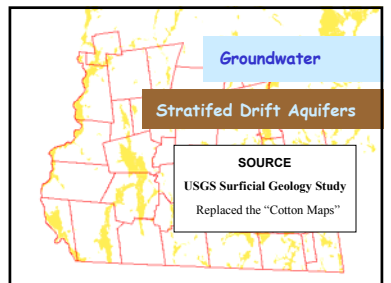 Groundwater
Stratifed Drift Aquifers
SOURCE
USGS Surficial Geology Study
Replaced the “Cotton Maps”